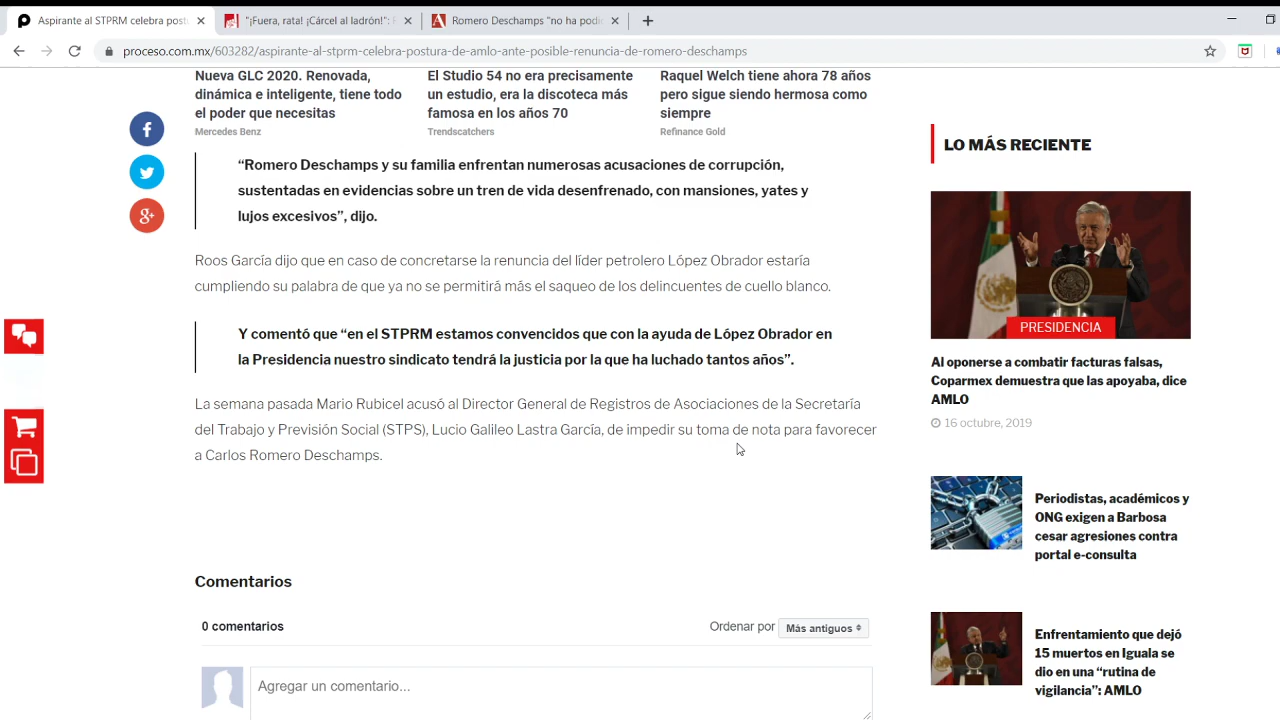 Aspirante al STPRM celebra postu
"¡Fuera, rata! ¡Cárcel al ladrón!": R
Romero Deschamps "no ha podi
proceso.com.mx/603282/aspirante-al-stprm-celebra-postura-de-amlo-ante-posible-renuncia-de-romero-deschamps
Nueva GLC 2020. Renovada,
dinámica e inteligente, tiene todo
el poder que necesitas
Mercedes Benz
El Studio 54 no era precisamente
un estudio, era la discoteca más
famosa en los años 70
Trendscatchers
Raquel Welch tiene ahora 78 años
pero sigue siendo hermosa como
siempre
Refinance Gold
“Romero Deschamps y su familia enfrentan numerosas acusaciones de corrupción,
sustentadas en evidencias sobre un tren de vida desenfrenado, con mansiones, yates y
lujos excesivos”, dijo.
Roos García dijo que en caso de concretarse la renuncia del líder petrolero López Obrador estaría
cumpliendo su palabra de que ya no se permitirá más el saqueo de los delincuentes de cuello blanco.
Y comentó que “en el STPRM estamos convencidos que con la ayuda de López Obrador en
la Presidencia nuestro sindicato tendrá la justicia por la que ha luchado tantos años”.
La semana pasada Mario Rubicel acusó al Director General de Registros de Asociaciones de la Secretaría
del Trabajo y Previsión Social (STPS), Lucio Galileo Lastra García, de impedir su toma de nota para favorecer
a Carlos Romero Deschamps.
Comentarios
0 comentarios
Ordenar por Más antiguos
Agregar un comentario...
LO MÁS RECIENTE
PRESIDENCIA
Al oponerse a combatir facturas falsas,
Coparmex demuestra que las apoyaba, dice
AMLO
16 octubre, 2019
Periodistas, académicos y
ONG exigen a Barbosa
cesar agresiones contra
portal e-consulta
Enfrentamiento que dejó
15 muertos en Iguala se
dio en una “rutina de
vigilancia”: AMLO